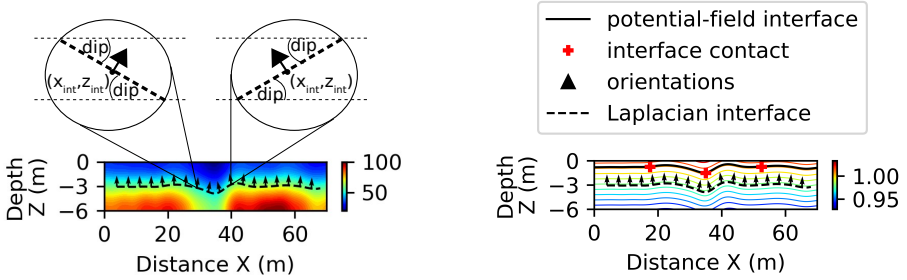 dip
(x_int,z_int)
dip
dip
(x_int,z_int)
dip
Depth
Z (m)
0
−3
−6
0
20
40
60
Distance X (m)
100
50
potential-field interface
interface contact
orientations
Laplacian interface
Depth
Z (m)
0
−3
−6
0
20
40
60
Distance X (m)
1.00
0.95